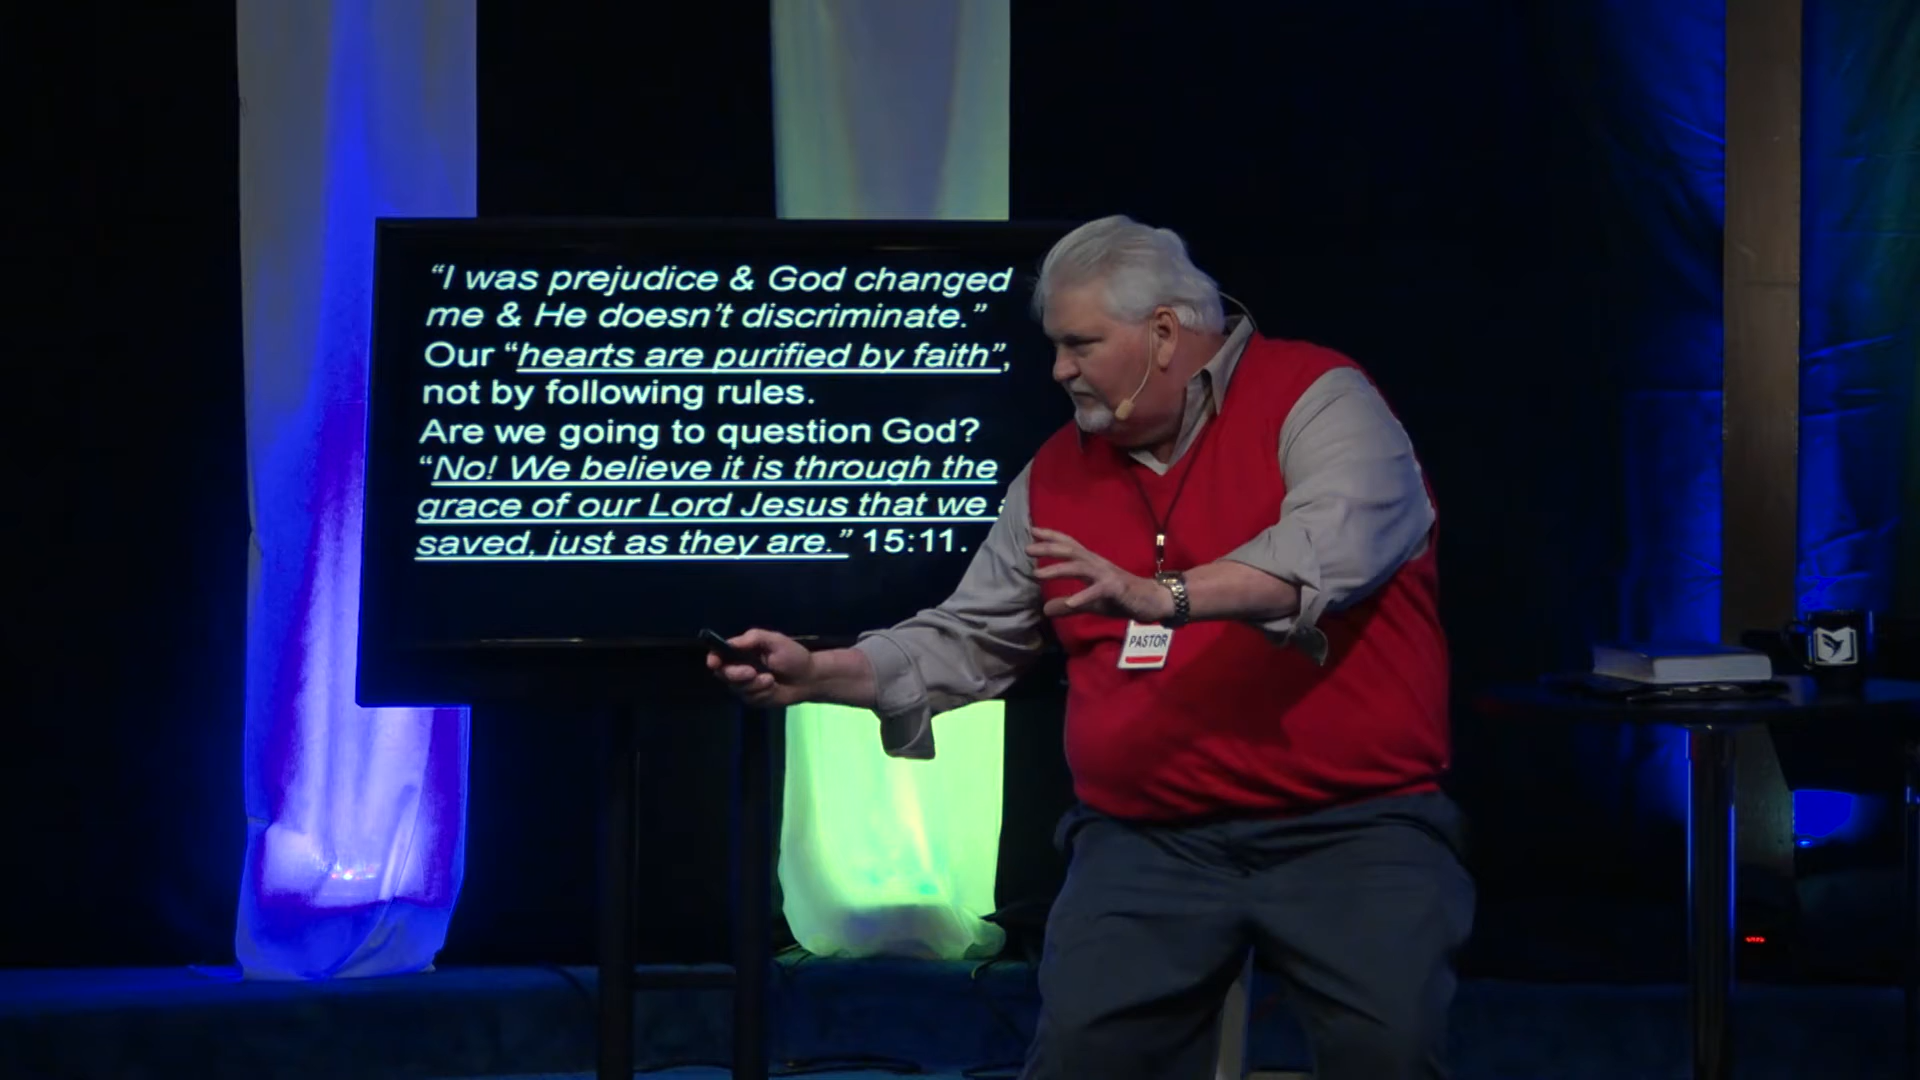 “I was prejudice & God changed
me & He doesn’t discriminate.”
Our “hearts are purified by faith”,
not by following rules.
Are we going to question God?
“No! We believe it is through the
grace of our Lord Jesus that we
saved, just as they are.” 15:11.
PASTOR